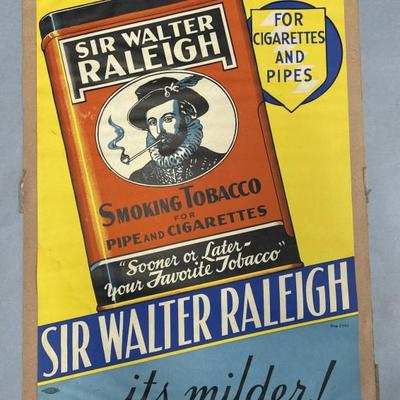 SIR WALTER
RALEIGH
SMOKING TOBACCO
FOR
PIPE AND CIGARETTES
"Sooner or Later-
your Favorite Tobacco"
FOR
CIGARETTES
AND
PIPES
SIR WALTER RALEIGH
it's milder!